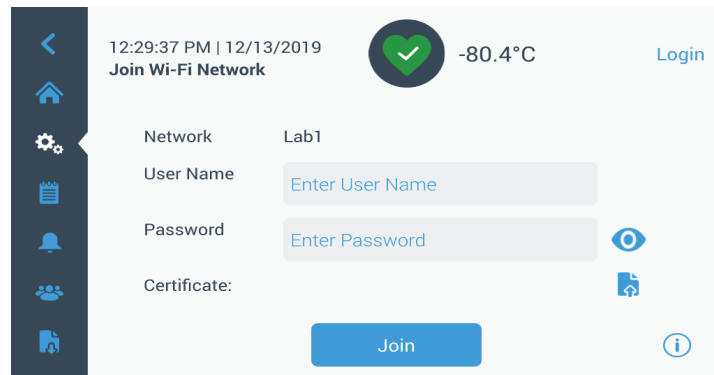 12:29:37 PM | 12/13/2019
Join Wi-Fi Network
-80.4°C
Login
Network Lab1
User Name Enter User Name
Password Enter Password
Certificate:
Join